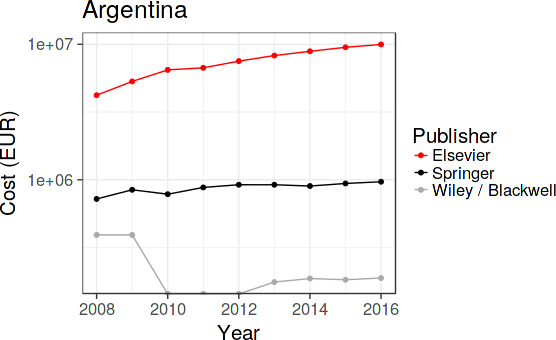 Argentina
1e+07
1e+06
Cost (EUR)
2008 2010 2012 2014 2016
Year
Publisher
Elsevier
Springer
Wiley / Blackwell